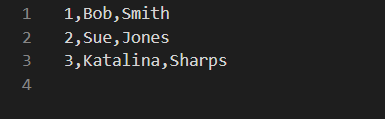 1 1,Bob,Smith
2 2,Sue,Jones
3 3,Katalina,Sharps
4